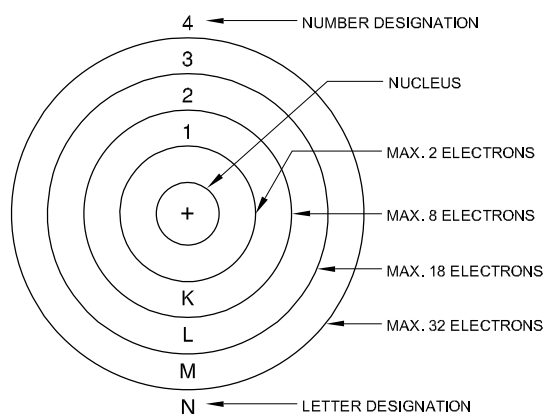 4 NUMBER DESIGNATION
3
NUCLEUS
2
1
MAX. 2 ELECTRONS
+
MAX. 8 ELECTRONS
MAX. 18 ELECTRONS
K
MAX. 32 ELECTRONS
L
M
N LETTER DESIGNATION